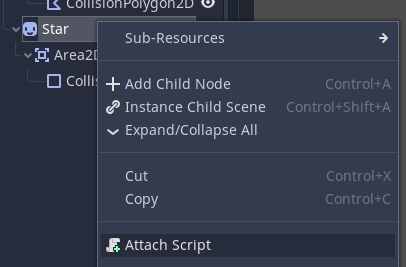 CollisionPolygon2D
Star
Sub-Resources
Area2D
Add Child Node Control+A
Collis
Instance Child Scene Control+Shift+A
Expand/Collapse All
Cut Control+X
Copy Control+C
Attach Script